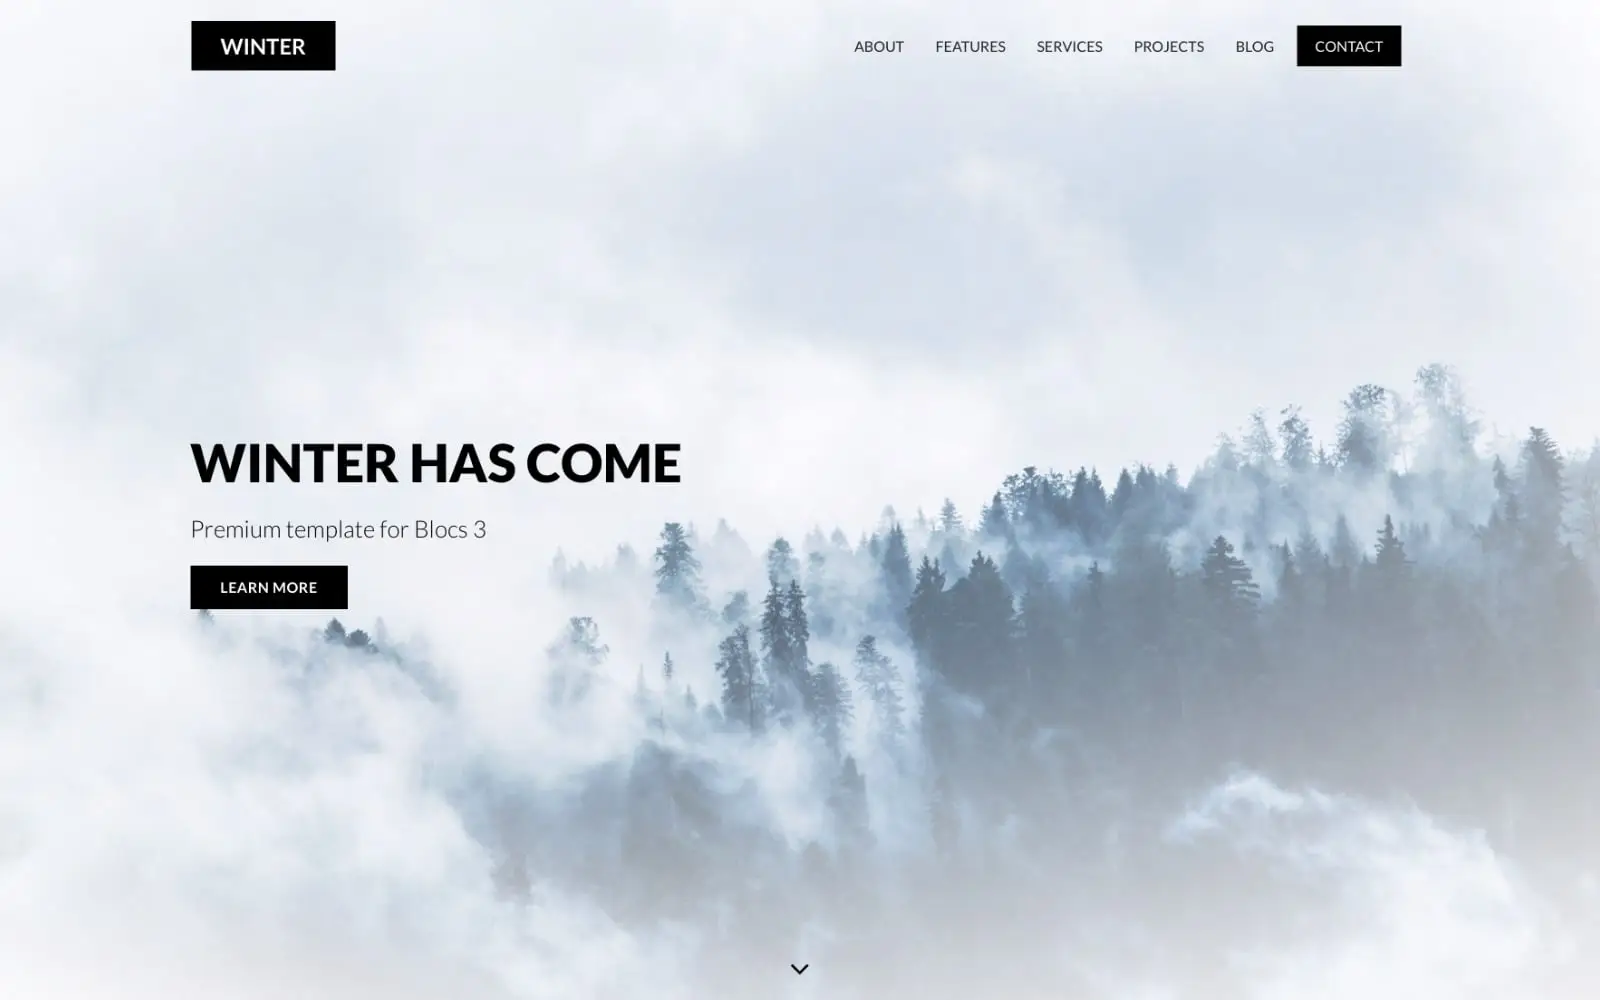 WINTER
ABOUT FEATURES SERVICES PROJECTS BLOG CONTACT
WINTER HAS COME
Premium template for Blocs 3
LEARN MORE